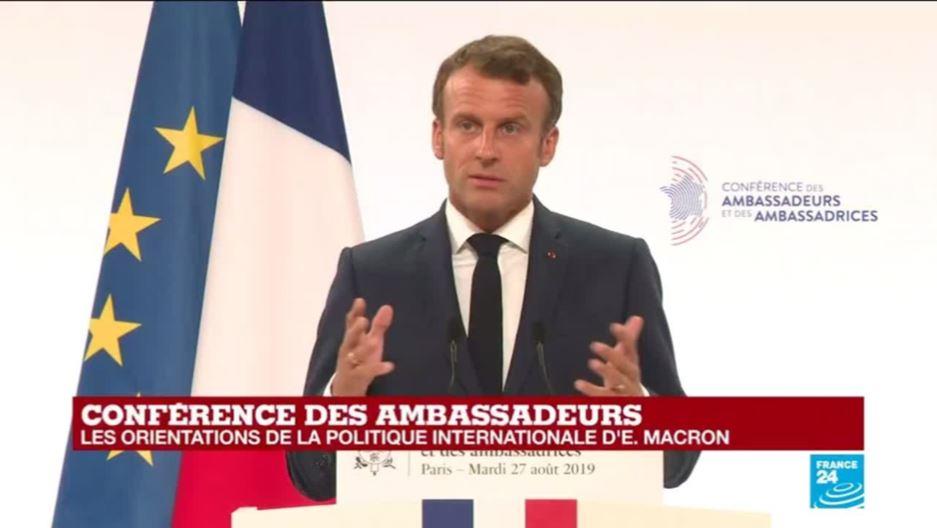 CONFÉRENCE DES
AMBASSADEURS
ET DES AMBASSADRICES
CONFÉRENCE DES AMBASSADEURS
LES ORIENTATIONS DE LA POLITIQUE INTERNATIONALE D'E. MACRON
et des ambassadrices
Paris – Mardi 27 août 2019
FRANCE
24